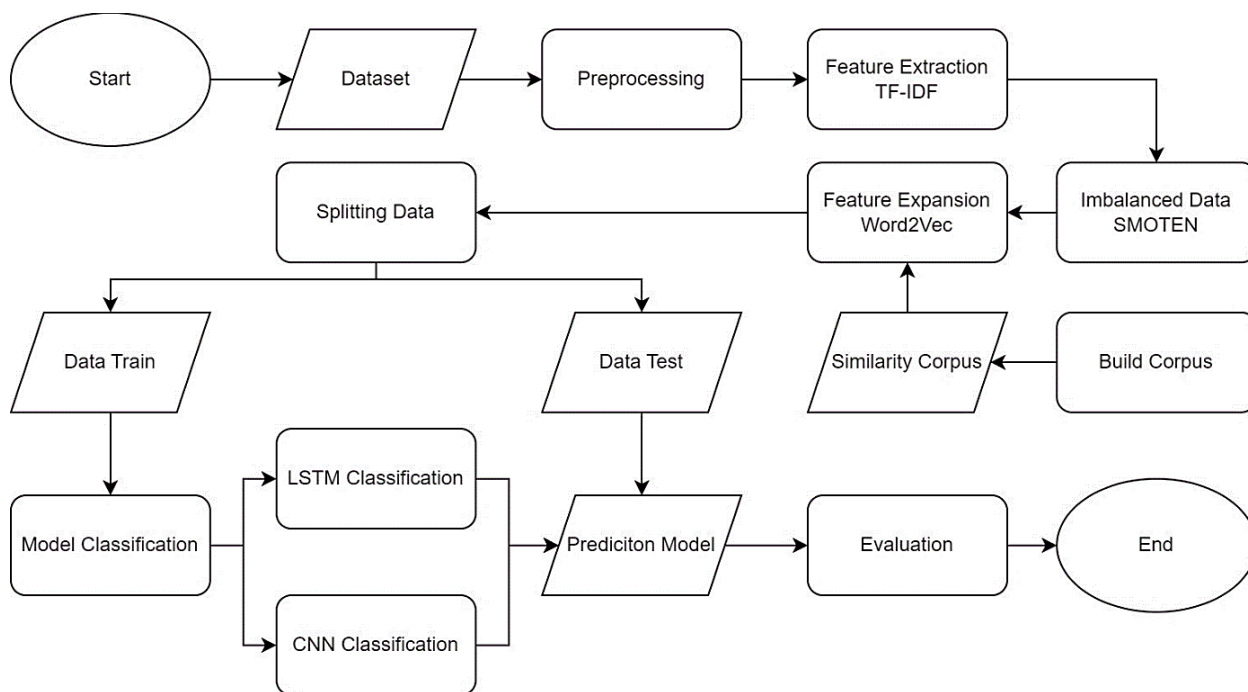 Start
Dataset
Preprocessing
Feature Extraction
TF-IDF
Splitting Data
Feature Expansion
Word2Vec
Imbalanced Data
SMOTEN
Data Train
Data Test
Similarity Corpus
Build Corpus
LSTM Classification
Model Classification
Prediciton Model
Evaluation
End
CNN Classification